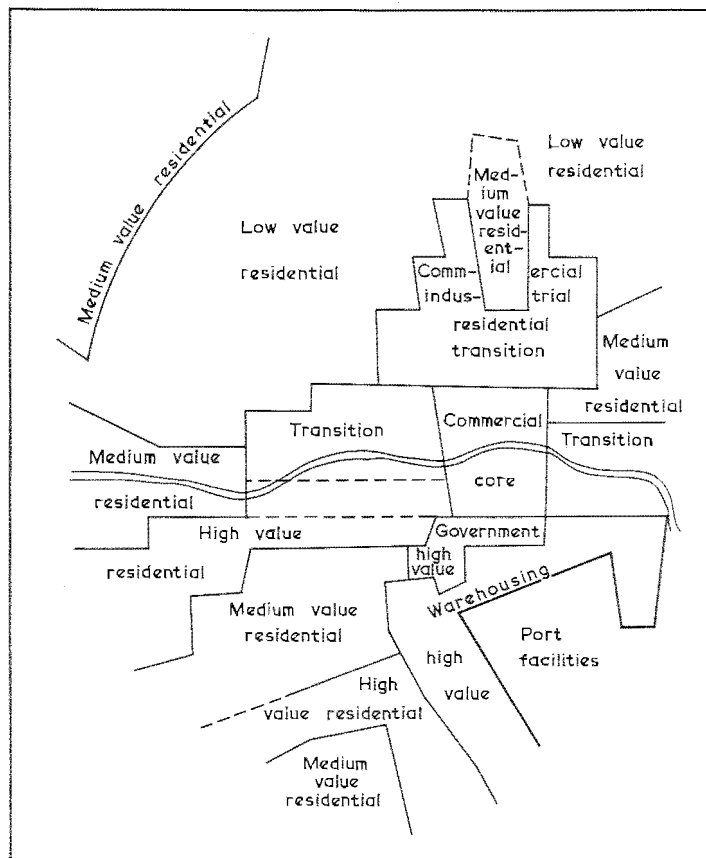 Medium value residential
Low value
residential
Med-
ium
value
resid-
ent-
ial
Low value
residential
Comm-
ercial
indus-
trial
residential
transition
Medium
value
residential
Transition
Commercial
core
Transition
Medium value
residential
High value
residential
Government
high
value
Warehousing
Medium value
residential
Port
facilities
high
value
High
value residential
Medium
value
residential